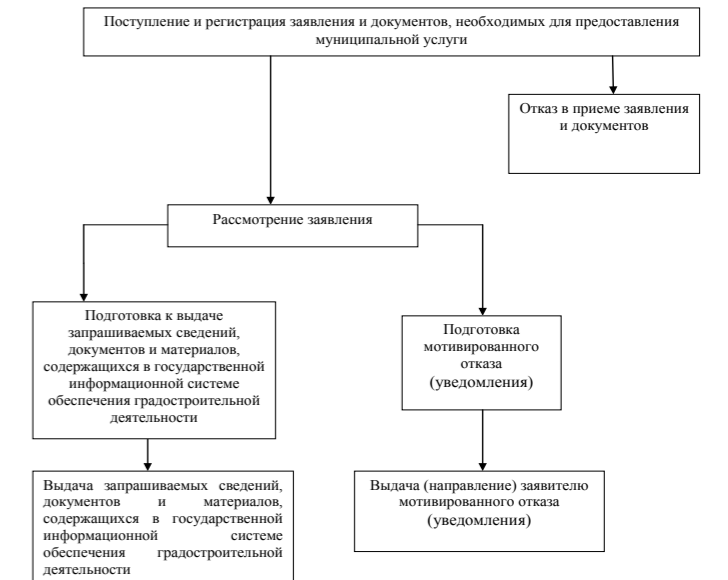 Поступление и регистрация заявления и документов, необходимых для предоставления
муниципальной услуги
Отказ в приеме заявления
и документов
Рассмотрение заявления
Подготовка к выдаче
запрашиваемых сведений,
документов и материалов,
содержащихся в государственной
информационной системе
обеспечения градостроительной
деятельности
Подготовка
мотивированного
отказа
(уведомления)
Выдача запрашиваемых сведений,
документов и материалов,
содержащихся в государственной
информационной системе
обеспечения градостроительной
деятельности
Выдача (направление) заявителю
мотивированного отказа
(уведомления)